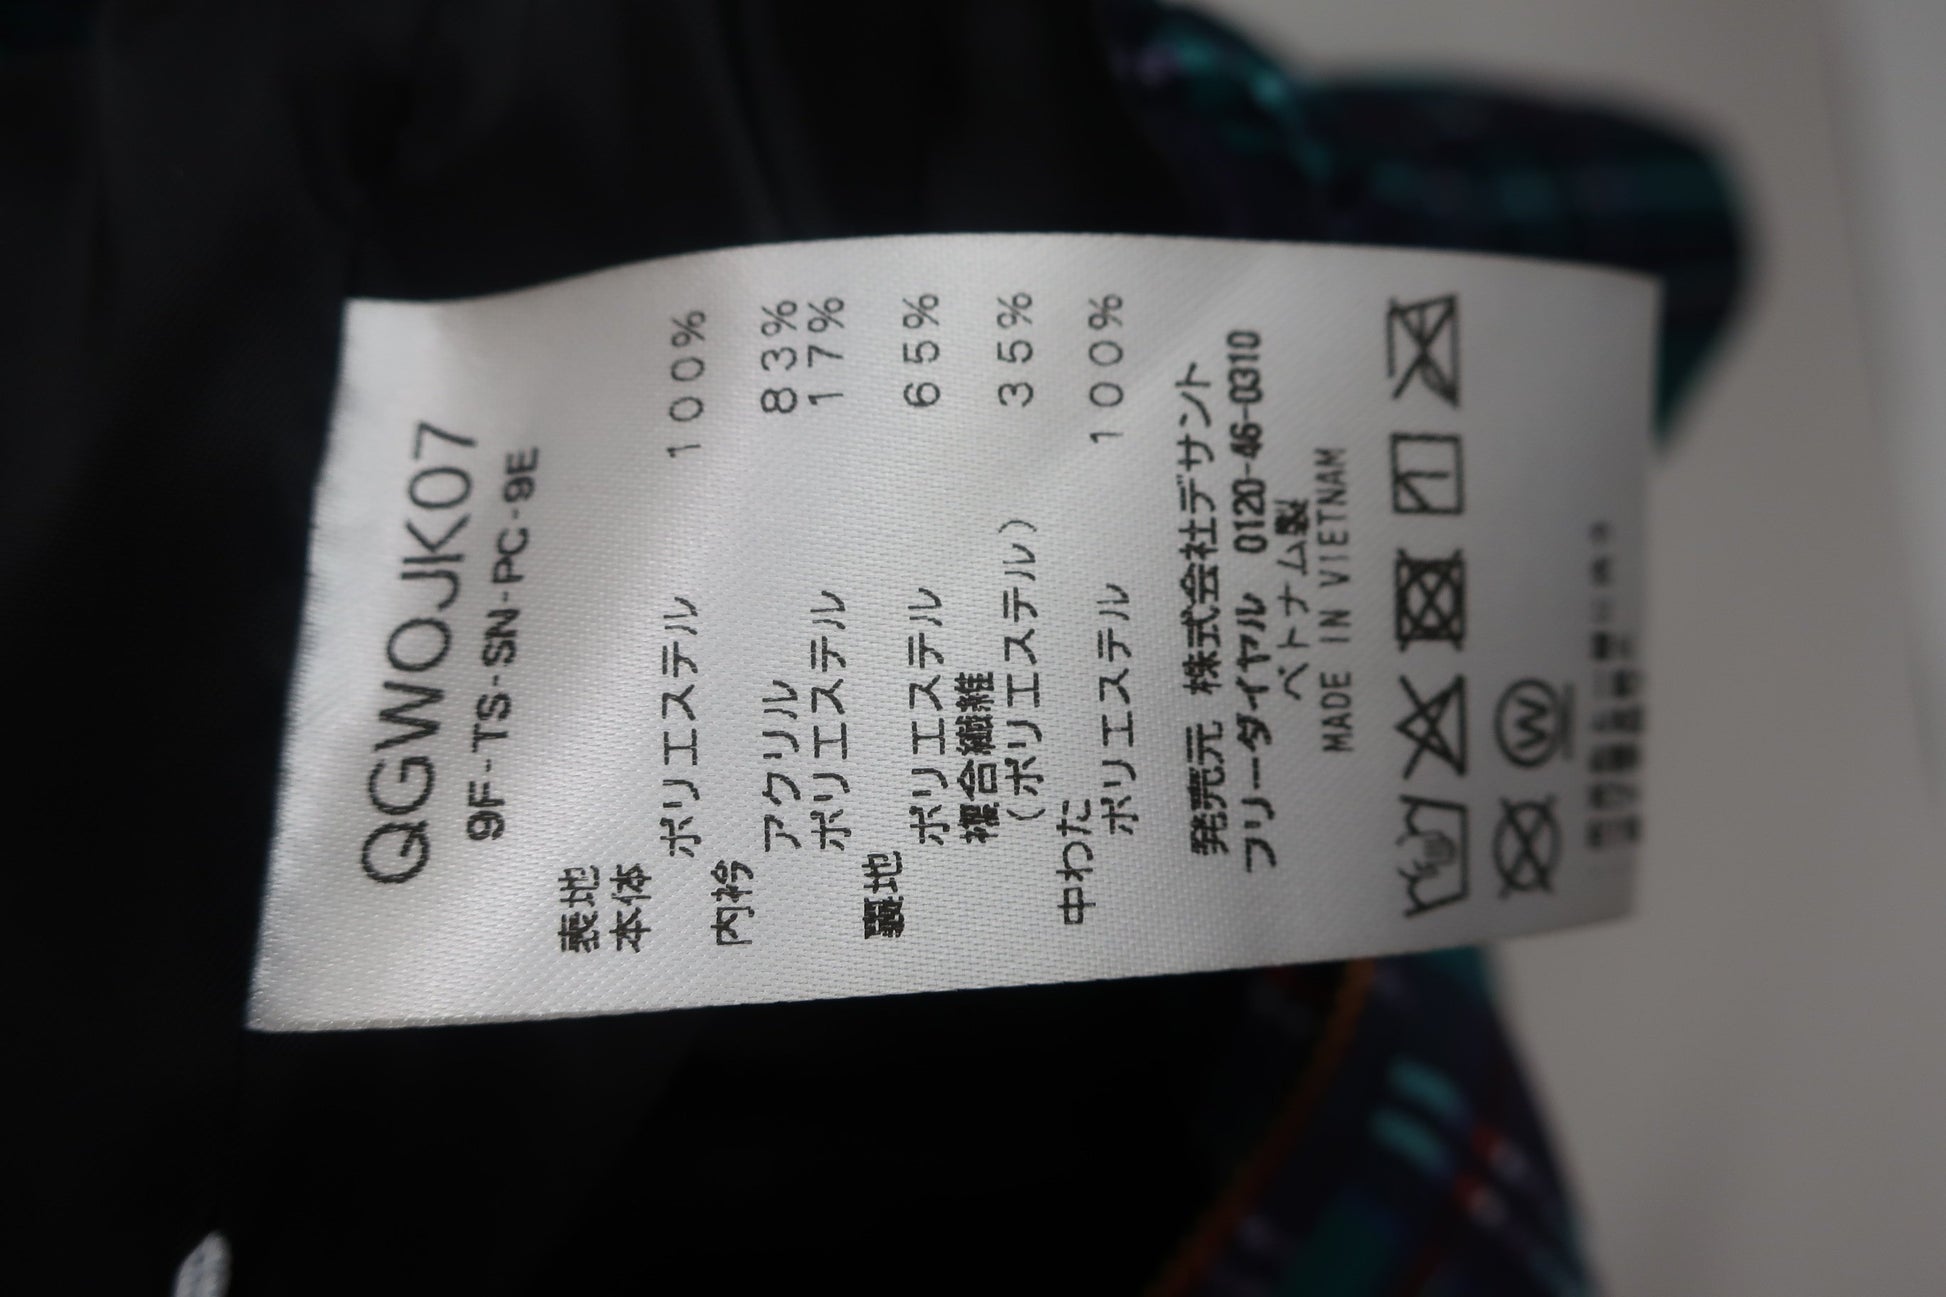 QGWOJK07
9F-TS-SN-PC-9E
表地
本体
ポリエステル 100%
内衿
アクリル 83%
ポリエステル 17%
裏地
ポリエステル 65%
複合繊維
(ポリエステル) 35%
中わた
ポリエステル 100%
発売元 株式会社デサント
フリーダイヤル 0120-46-0310
ベトナム製
MADE IN VIETNAM
W